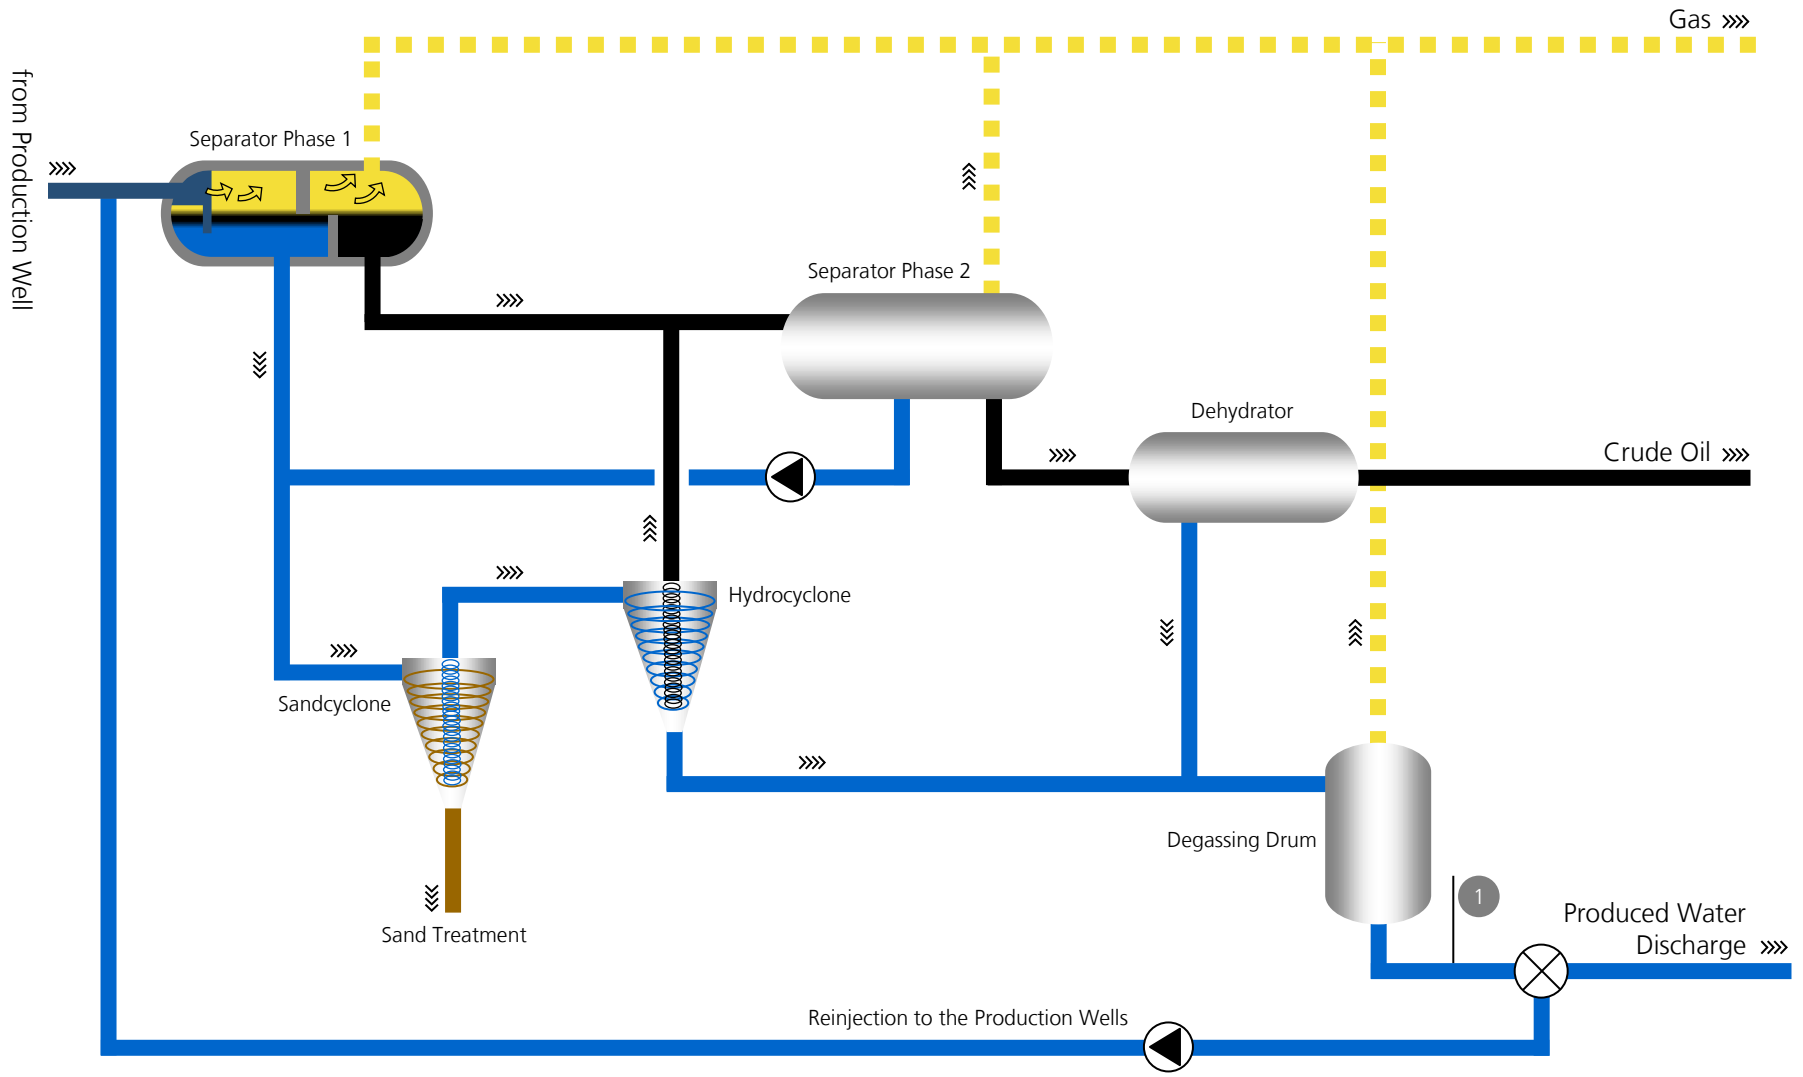 Gas
from Production Well
Separator Phase 1
Separator Phase 2
Dehydrator
Crude Oil
Hydrocyclone
Sandcyclone
Degassing Drum
1
Produced Water
Discharge
Sand Treatment
Reinjection to the Production Wells